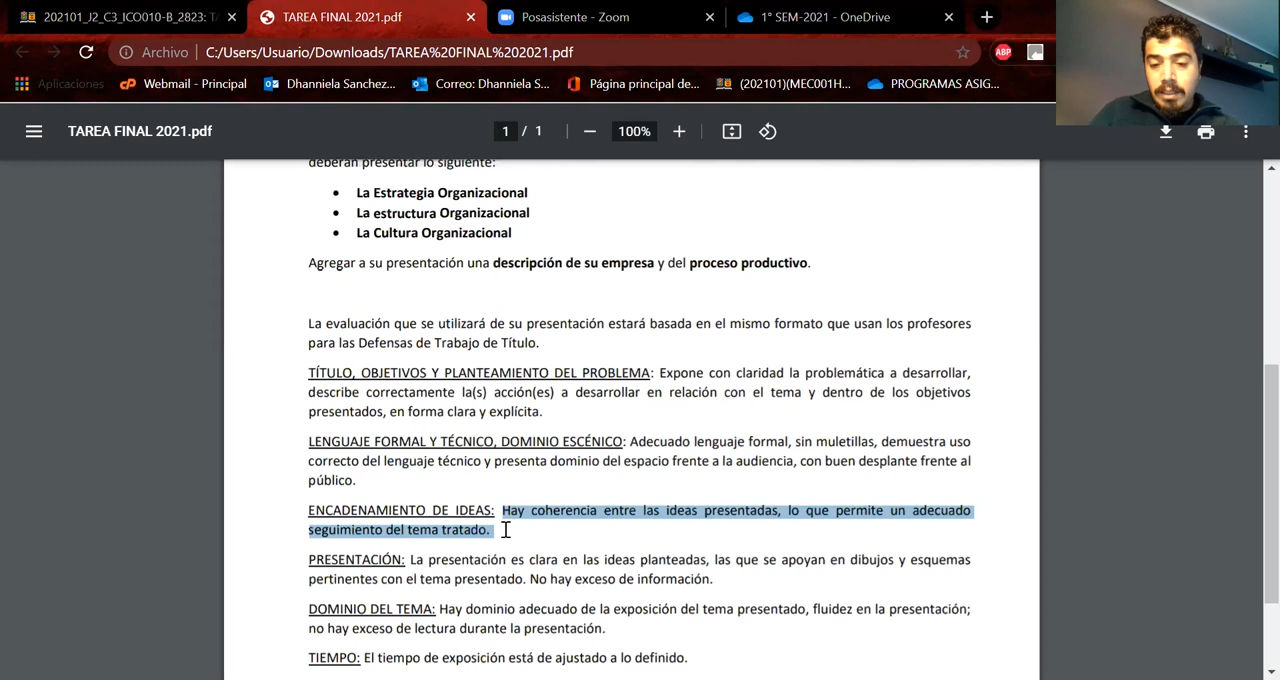 202101_J2_C3_ICO010-B_2823: T
TAREA FINAL 2021.pdf
Posasistente - Zoom
1° SEM-2021 - OneDrive
Archivo
C:/Users/Usuario/Downloads/TAREA%20FINAL%202021.pdf
ABP
Aplicaciones
Webmail - Principal
Dhanniela Sanchez...
Correo: Dhanniela S...
Página principal de...
(202101)(MEC001H...
PROGRAMAS ASIG...
TAREA FINAL 2021.pdf
1 / 1
100%
deberán presentar lo siguiente:
• La Estrategia Organizacional
• La estructura Organizacional
• La Cultura Organizacional
Agregar a su presentación una descripción de su empresa y del proceso productivo.
La evaluación que se utilizará de su presentación estará basada en el mismo formato que usan los profesores
para las Defensas de Trabajo de Título.
TÍTULO, OBJETIVOS Y PLANTEAMIENTO DEL PROBLEMA: Expone con claridad la problemática a desarrollar,
describe correctamente la(s) acción(es) a desarrollar en relación con el tema y dentro de los objetivos
presentados, en forma clara y explícita.
LENGUAJE FORMAL Y TÉCNICO, DOMINIO ESCÉNICO: Adecuado lenguaje formal, sin muletillas, demuestra uso
correcto del lenguaje técnico y presenta dominio del espacio frente a la audiencia, con buen desplante frente al
público.
ENCADENAMIENTO DE IDEAS: Hay coherencia entre las ideas presentadas, lo que permite un adecuado
seguimiento del tema tratado.
PRESENTACIÓN: La presentación es clara en las ideas planteadas, las que se apoyan en dibujos y esquemas
pertinentes con el tema presentado. No hay exceso de información.
DOMINIO DEL TEMA: Hay dominio adecuado de la exposición del tema presentado, fluidez en la presentación;
no hay exceso de lectura durante la presentación.
TIEMPO: El tiempo de exposición está de ajustado a lo definido.